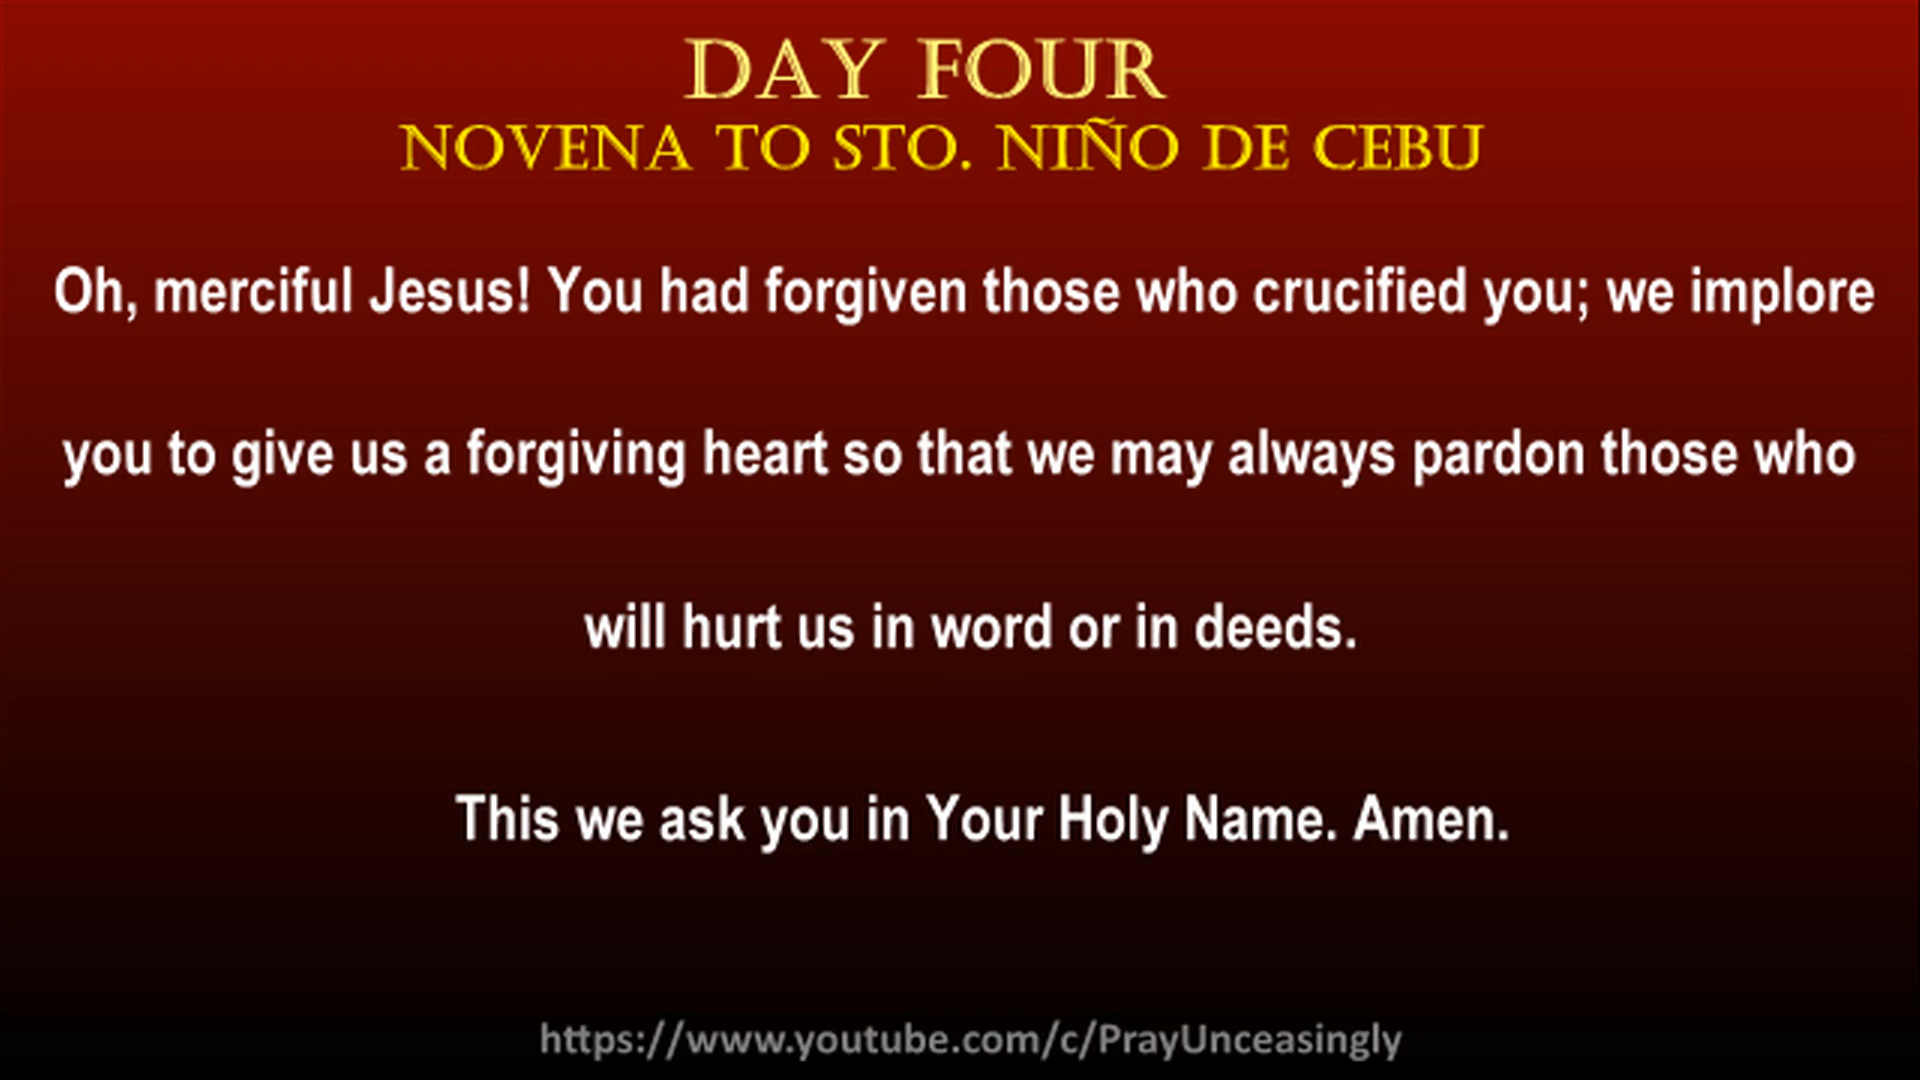 DAY FOUR
NOVENA TO STO. NIÑO DE CEBU
Oh, merciful Jesus! You had forgiven those who crucified you; we implore
you to give us a forgiving heart so that we may always pardon those who
will hurt us in word or in deeds.
This we ask you in Your Holy Name. Amen.
https://www.youtube.com/c/PrayUnceasingly